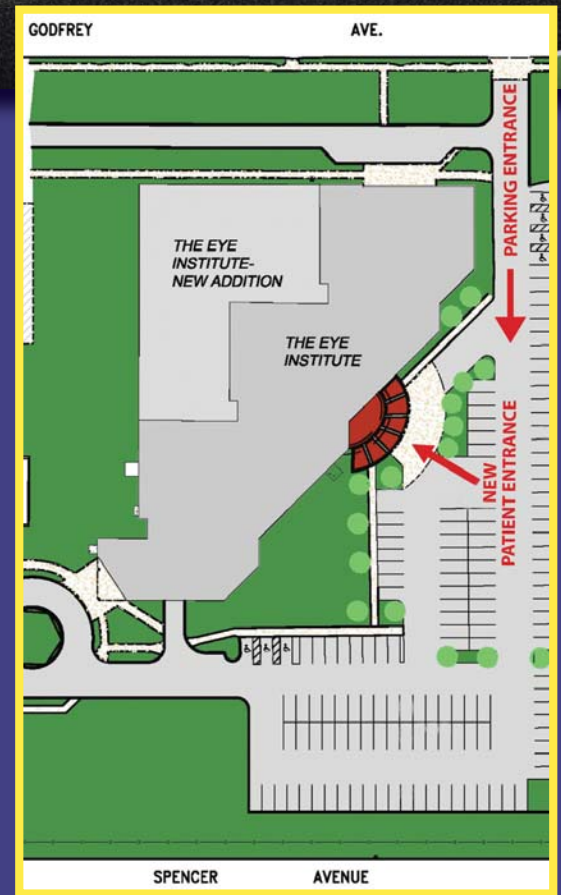 GODFREY AVE.
PARKING ENTRANCE
THE EYE
INSTITUTE-
NEW ADDITION
THE EYE
INSTITUTE
NEW
PATIENT ENTRANCE
SPENCER AVENUE